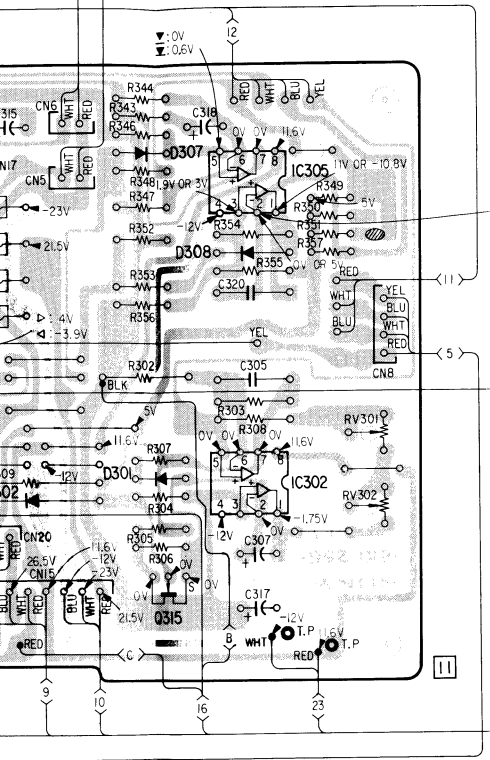 ▼:0V
:0.6V
12
RED
WHT
BLU
YEL
R344
R343
R346
CN6
WHT
RED
C315
C318
+
0V
0V
11.6V
D307
5
6
7
8
IC305
11V OR -10.8V
CN17
CN5
WHT
RED
R348
1.9V OR 3V
R349
R347
R350
5V
-23V
4
3
2
1
-12V
R354
R351
R352
R357
21.5V
D308
0V OR 5V
R355
RED
11
R353
C320
WHT
YEL
BLU
▷:.4V
R356
BLU
WHT
◁:-3.9V
YEL
RED
5
CN8
R302
C305
BLK
R303
5V
R308
RV301
11.6V
0V
0V
0V
11.6V
R307
5
6
7
8
-12V
D301
IC302
RV302
R304
4
3
2
1
-1.75V
-12V
0V
R305
CN20
C307
RED
11.6V
R306
+
26.5V
-12V
CN15
-23V
0V
0V
S
0V
BLU
WHT
RED
BLU
WHT
RED
21.5V
C317
+
Q315
-12V
T.P
11.6V
T.P
RED
C
B
WHT
RED
11
9
10
16
23